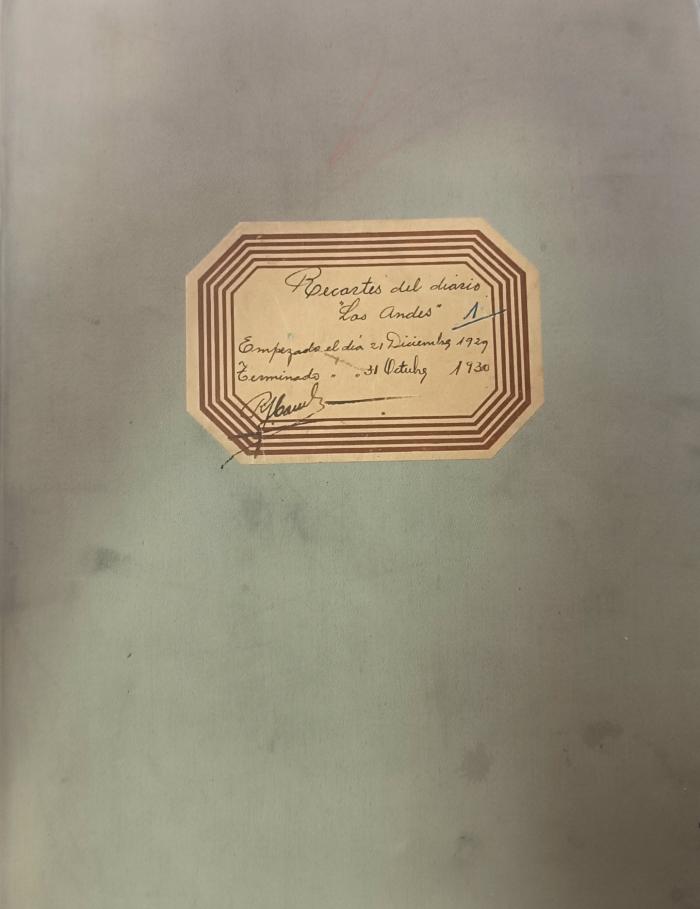 Recortes del diario
"Los Andes" 1.
Empezado el día 21 Diciembre 1929
Terminado " " 31 Octubre 1930